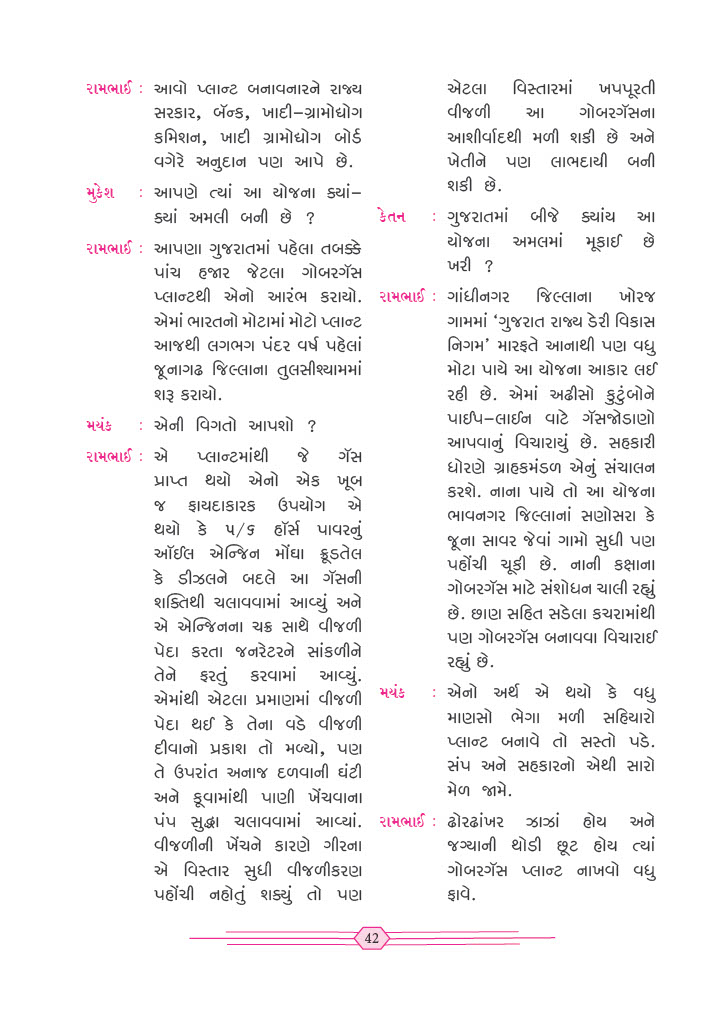 રામભાઈ : આવો પ્લાન્ટ બનાવનારને રાજ્ય
સરકાર, બૅન્ક, ખાદી–ગ્રામોદ્યોગ
કમિશન, ખાદી ગ્રામોદ્યોગ બોર્ડ
વગેરે અનુદાન પણ આપે છે.
મુકેશ : આપણે ત્યાં આ યોજના ક્યાં–
ક્યાં અમલી બની છે ?
રામભાઈ : આપણા ગુજરાતમાં પહેલા તબક્કે
પાંચ હજાર જેટલા ગોબરગૅસ
પ્લાન્ટથી એનો આરંભ કરાયો.
એમાં ભારતનો મોટામાં મોટો પ્લાન્ટ
આજથી લગભગ પંદર વર્ષ પહેલાં
જૂનાગઢ જિલ્લાના તુલસીશ્યામમાં
શરૂ કરાયો.
મયંક : એની વિગતો આપશો ?
રામભાઈ : એ પ્લાન્ટમાંથી જે ગૅસ
પ્રાપ્ત થયો એનો એક ખૂબ
જ ફાયદાકારક ઉપયોગ એ
થયો કે ૫/૬ હૉર્સ પાવરનું
ઑઈલ એન્જિન મોંઘા ક્રૂડતેલ
કે ડીઝલને બદલે આ ગૅસની
શક્તિથી ચલાવવામાં આવ્યું અને
એ એન્જિનના ચક્ર સાથે વીજળી
પેદા કરતા જનરેટરને સાંકળીને
તેને ફરતું કરવામાં આવ્યું.
એમાંથી એટલા પ્રમાણમાં વીજળી
પેદા થઈ કે તેના વડે વીજળી
દીવાનો પ્રકાશ તો મળ્યો, પણ
તે ઉપરાંત અનાજ દળવાની ઘંટી
અને કૂવામાંથી પાણી ખેંચવાના
પંપ સુદ્ધા ચલાવવામાં આવ્યાં.
વીજળીની ખેંચને કારણે ગીરના
એ વિસ્તાર સુધી વીજળીકરણ
પહોંચી નહોતું શક્યું તો પણ
એટલા વિસ્તારમાં ખપપૂરતી
વીજળી આ ગોબરગૅસના
આશીર્વાદથી મળી શકી છે અને
ખેતીને પણ લાભદાયી બની
શકી છે.
કેતન : ગુજરાતમાં બીજે ક્યાંય આ
યોજના અમલમાં મૂકાઈ છે
ખરી ?
રામભાઈ : ગાંધીનગર જિલ્લાના ખોરજ
ગામમાં ‘ગુજરાત રાજ્ય ડેરી વિકાસ
નિગમ’ મારફતે આનાથી પણ વધુ
મોટા પાયે આ યોજના આકાર લઈ
રહી છે. એમાં અઢીસો કુટુંબોને
પાઈપ–લાઈન વાટે ગૅસજોડાણો
આપવાનું વિચારાયું છે. સહકારી
ધોરણે ગ્રાહકમંડળ એનું સંચાલન
કરશે. નાના પાયે તો આ યોજના
ભાવનગર જિલ્લાનાં સણોસરા કે
જૂના સાવર જેવાં ગામો સુધી પણ
પહોંચી ચૂકી છે. નાની કક્ષાના
ગોબરગૅસ માટે સંશોધન ચાલી રહ્યું
છે. છાણ સહિત સડેલા કચરામાંથી
પણ ગોબરગૅસ બનાવવા વિચારાઈ
રહ્યું છે.
મયંક : એનો અર્થ એ થયો કે વધુ
માણસો ભેગા મળી સહિયારો
પ્લાન્ટ બનાવે તો સસ્તો પડે.
સંપ અને સહકારનો એથી સારો
મેળ જામે.
રામભાઈ : ઢોરઢાંખર ઝાઝાં હોય અને
જગ્યાની થોડી છૂટ હોય ત્યાં
ગોબરગૅસ પ્લાન્ટ નાખવો વધુ
ફાવે.
42